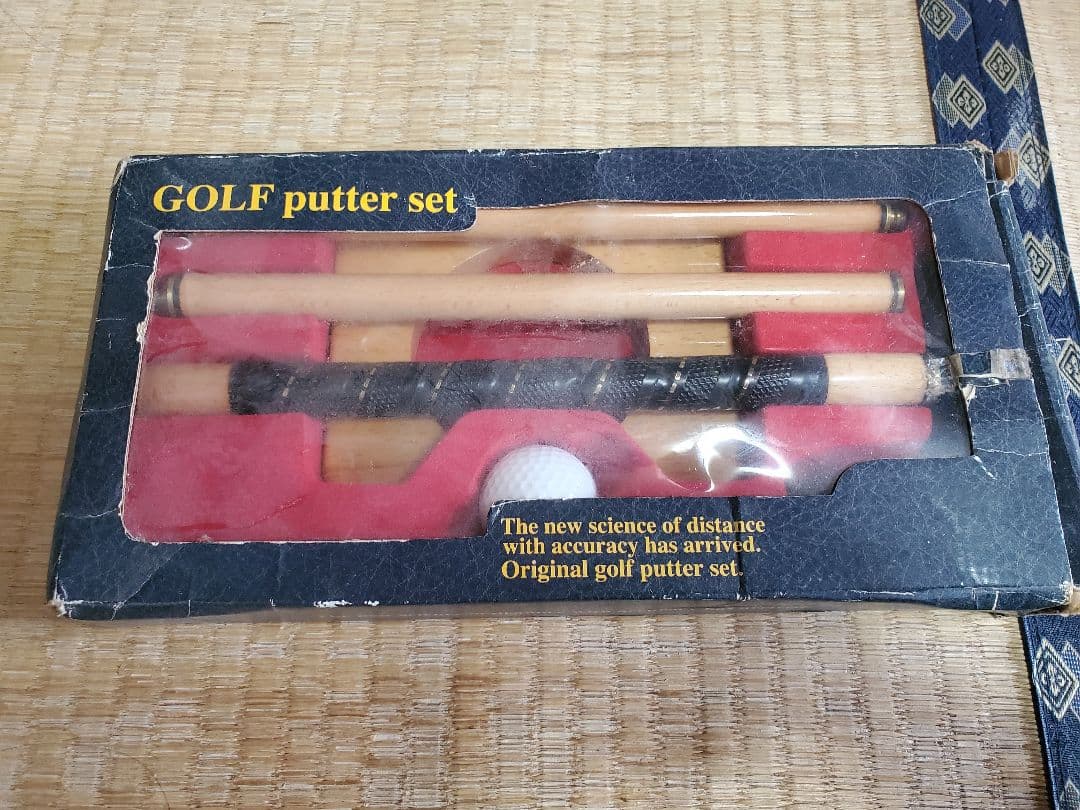 GOLF putter set
The new science of distance
with accuracy has arrived.
Original golf putter set.